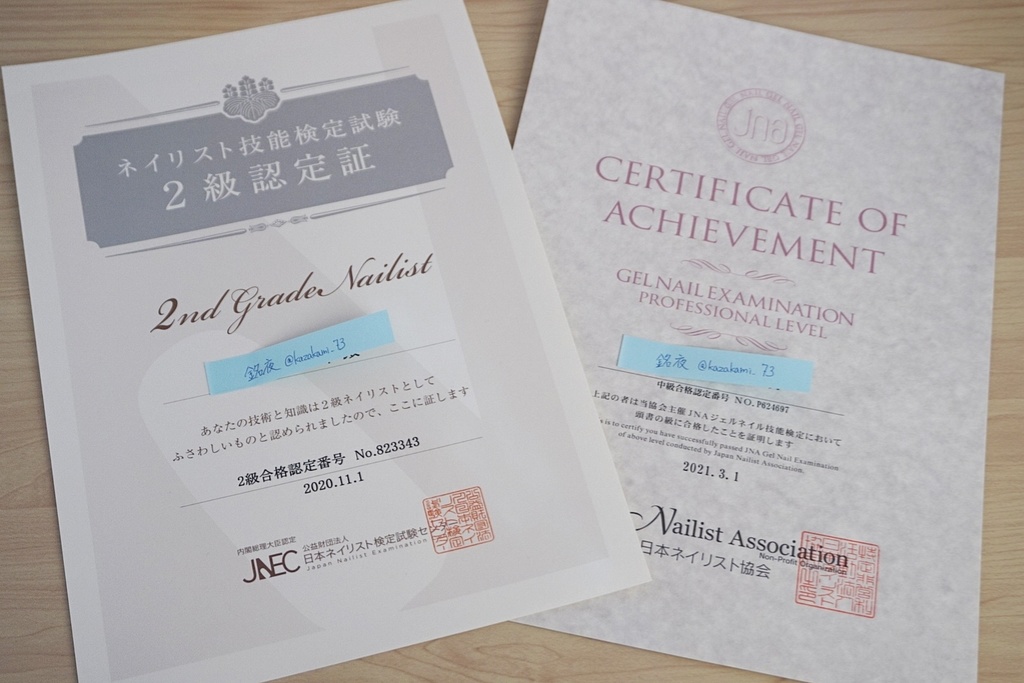 ネイリスト技能検定試験
2級認定証
2nd Grade Nailist
銘夜 @kazakami_73
あなたの技術と知識は2級ネイリストとして
ふさわしいものと認められましたので、ここに証します
2級合格認定番号 No.823343
2020.11.1
内閣総理大臣認定
公益財団法人
JNEC 日本ネイリスト検定試験センター
Japan Nailist Examination
jna
CERTIFICATE OF
ACHIEVEMENT
GEL NAIL EXAMINATION
PROFESSIONAL LEVEL
銘夜 @kazakami_73
中級合格認定番号 NO.P624697
上記の者は当協会主催 JNAジェルネイル技能検定において
頭書の級に合格したことを証明します
is to certify you have successfully passed JNA Gel Nail Examination
of above level conducted by Japan Nailist Association.
2021.3.1
Nailist Association
Non-Profit Organization
日本ネイリスト協会